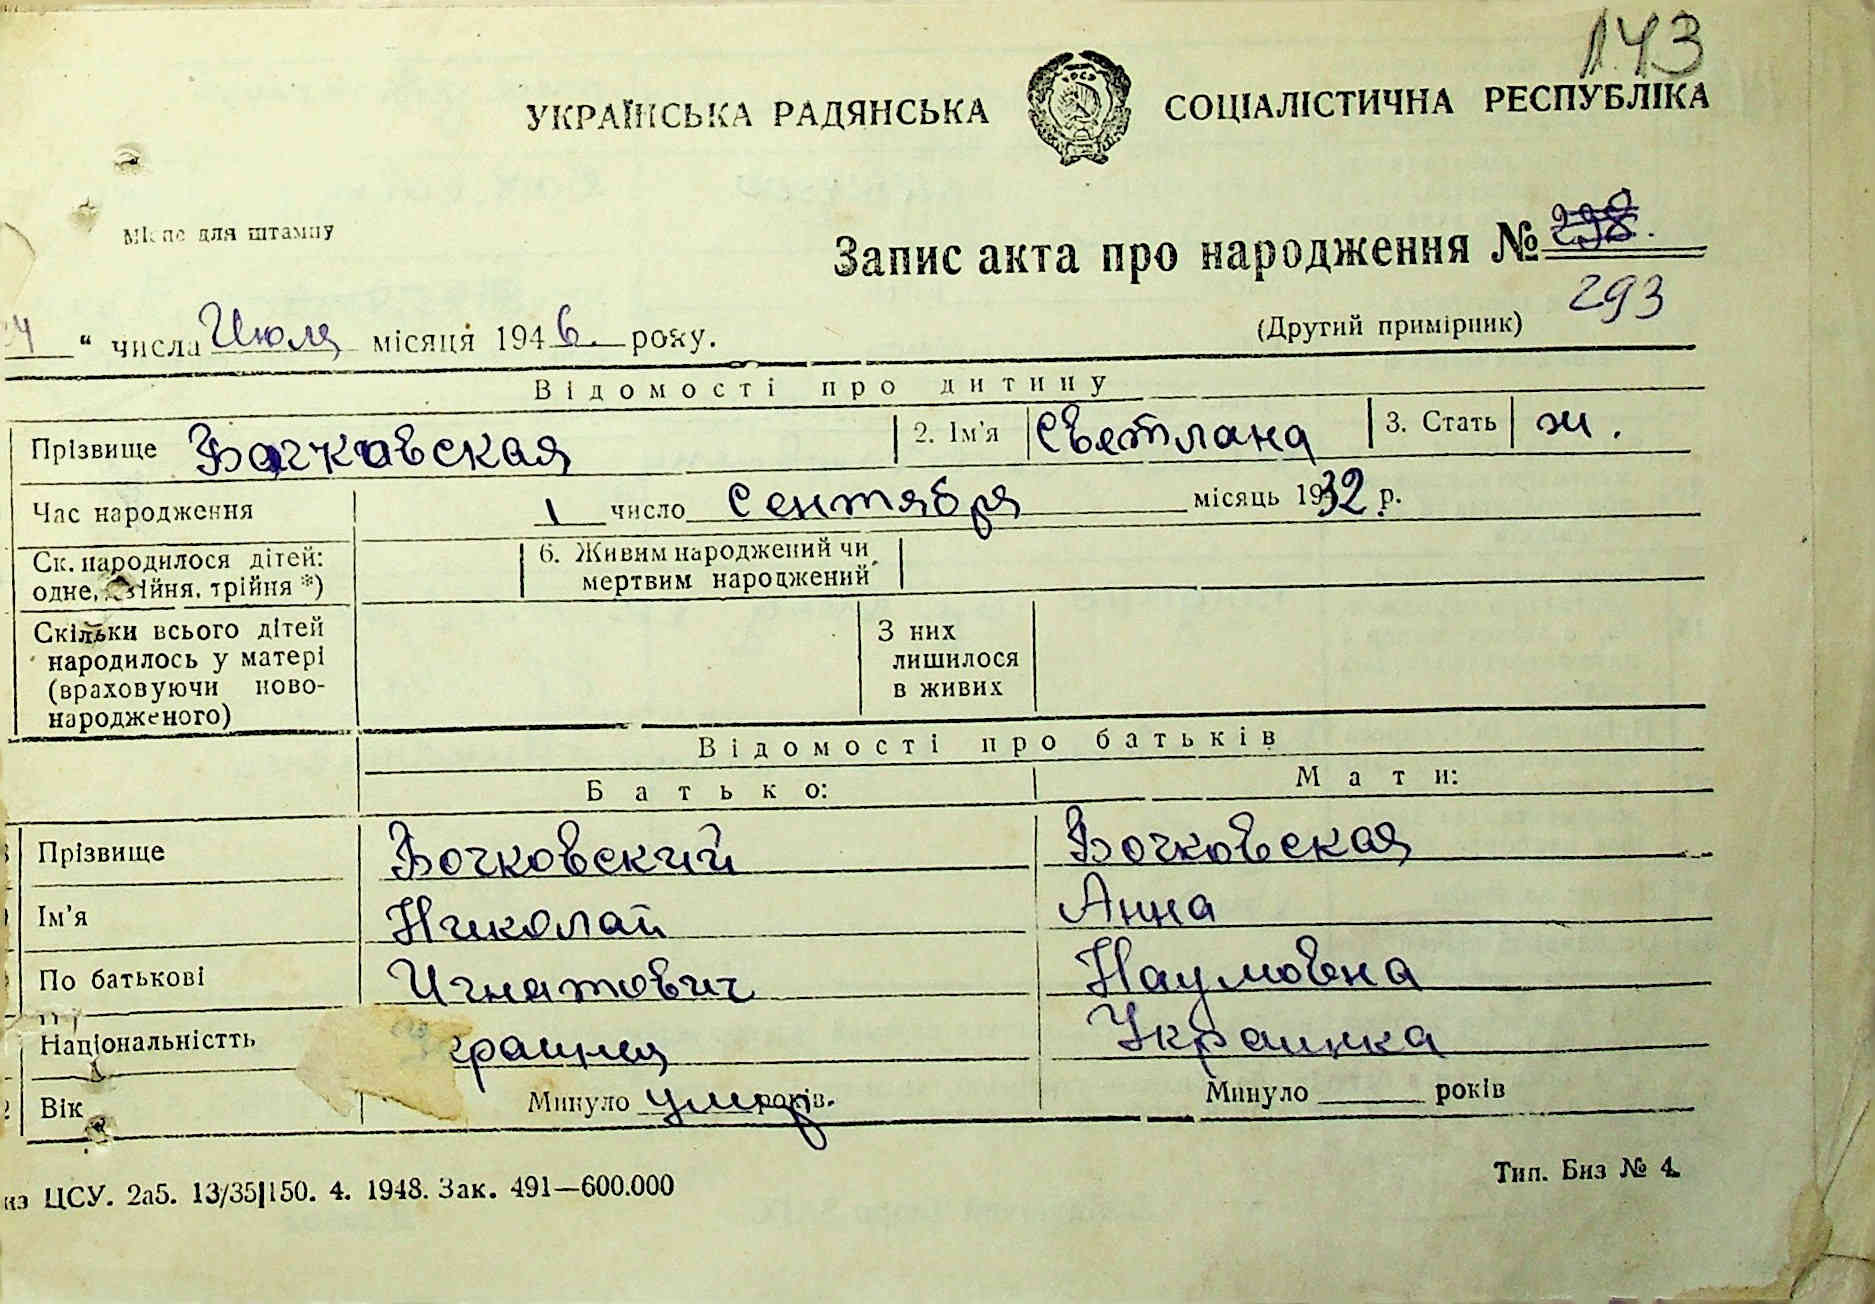 143
УКРАЇНСЬКА РАДЯНСЬКА СОЦІАЛІСТИЧНА РЕСПУБЛІКА
Місце для штампу
Запис акта про народження № 298.
293
(Другий примірник)
4 " числа Июля місяця 1946. року.
Відомості про дитину
Прізвище Бочковская 2. Ім'я Светлана 3. Стать ж.
Час народження 1 число Сентября місяць 1932 р.
Ск. народилося дітей: одне, двійня, трійня *) 6. Живим народжений чи мертвим народжений
Скільки всього дітей народилось у матері (враховуючи ново-народженого) З них лишилося в живих
Відомості про батьків
Батько: Мати:
Прізвище Бочковский Бочковская
Ім'я Николай Анна
По батькові Игнатович Наумовна
Національністть Украинец Украинка
Вік Минуло умер років. Минуло років
из ЦСУ. 2а5. 13/35|150. 4. 1948. Зак. 491—600.000 Тип. Биз № 4.